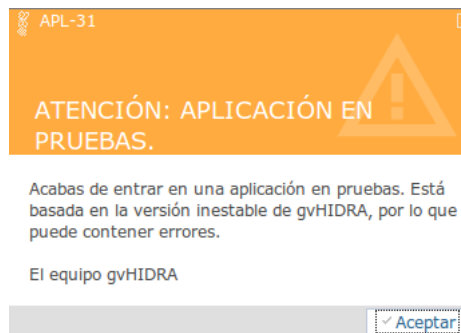 APL-31
ATENCIÓN: APLICACIÓN EN
PRUEBAS.
Acabas de entrar en una aplicación en pruebas. Está
basada en la versión inestable de gvHIDRA, por lo que
puede contener errores.
El equipo gvHIDRA
Aceptar